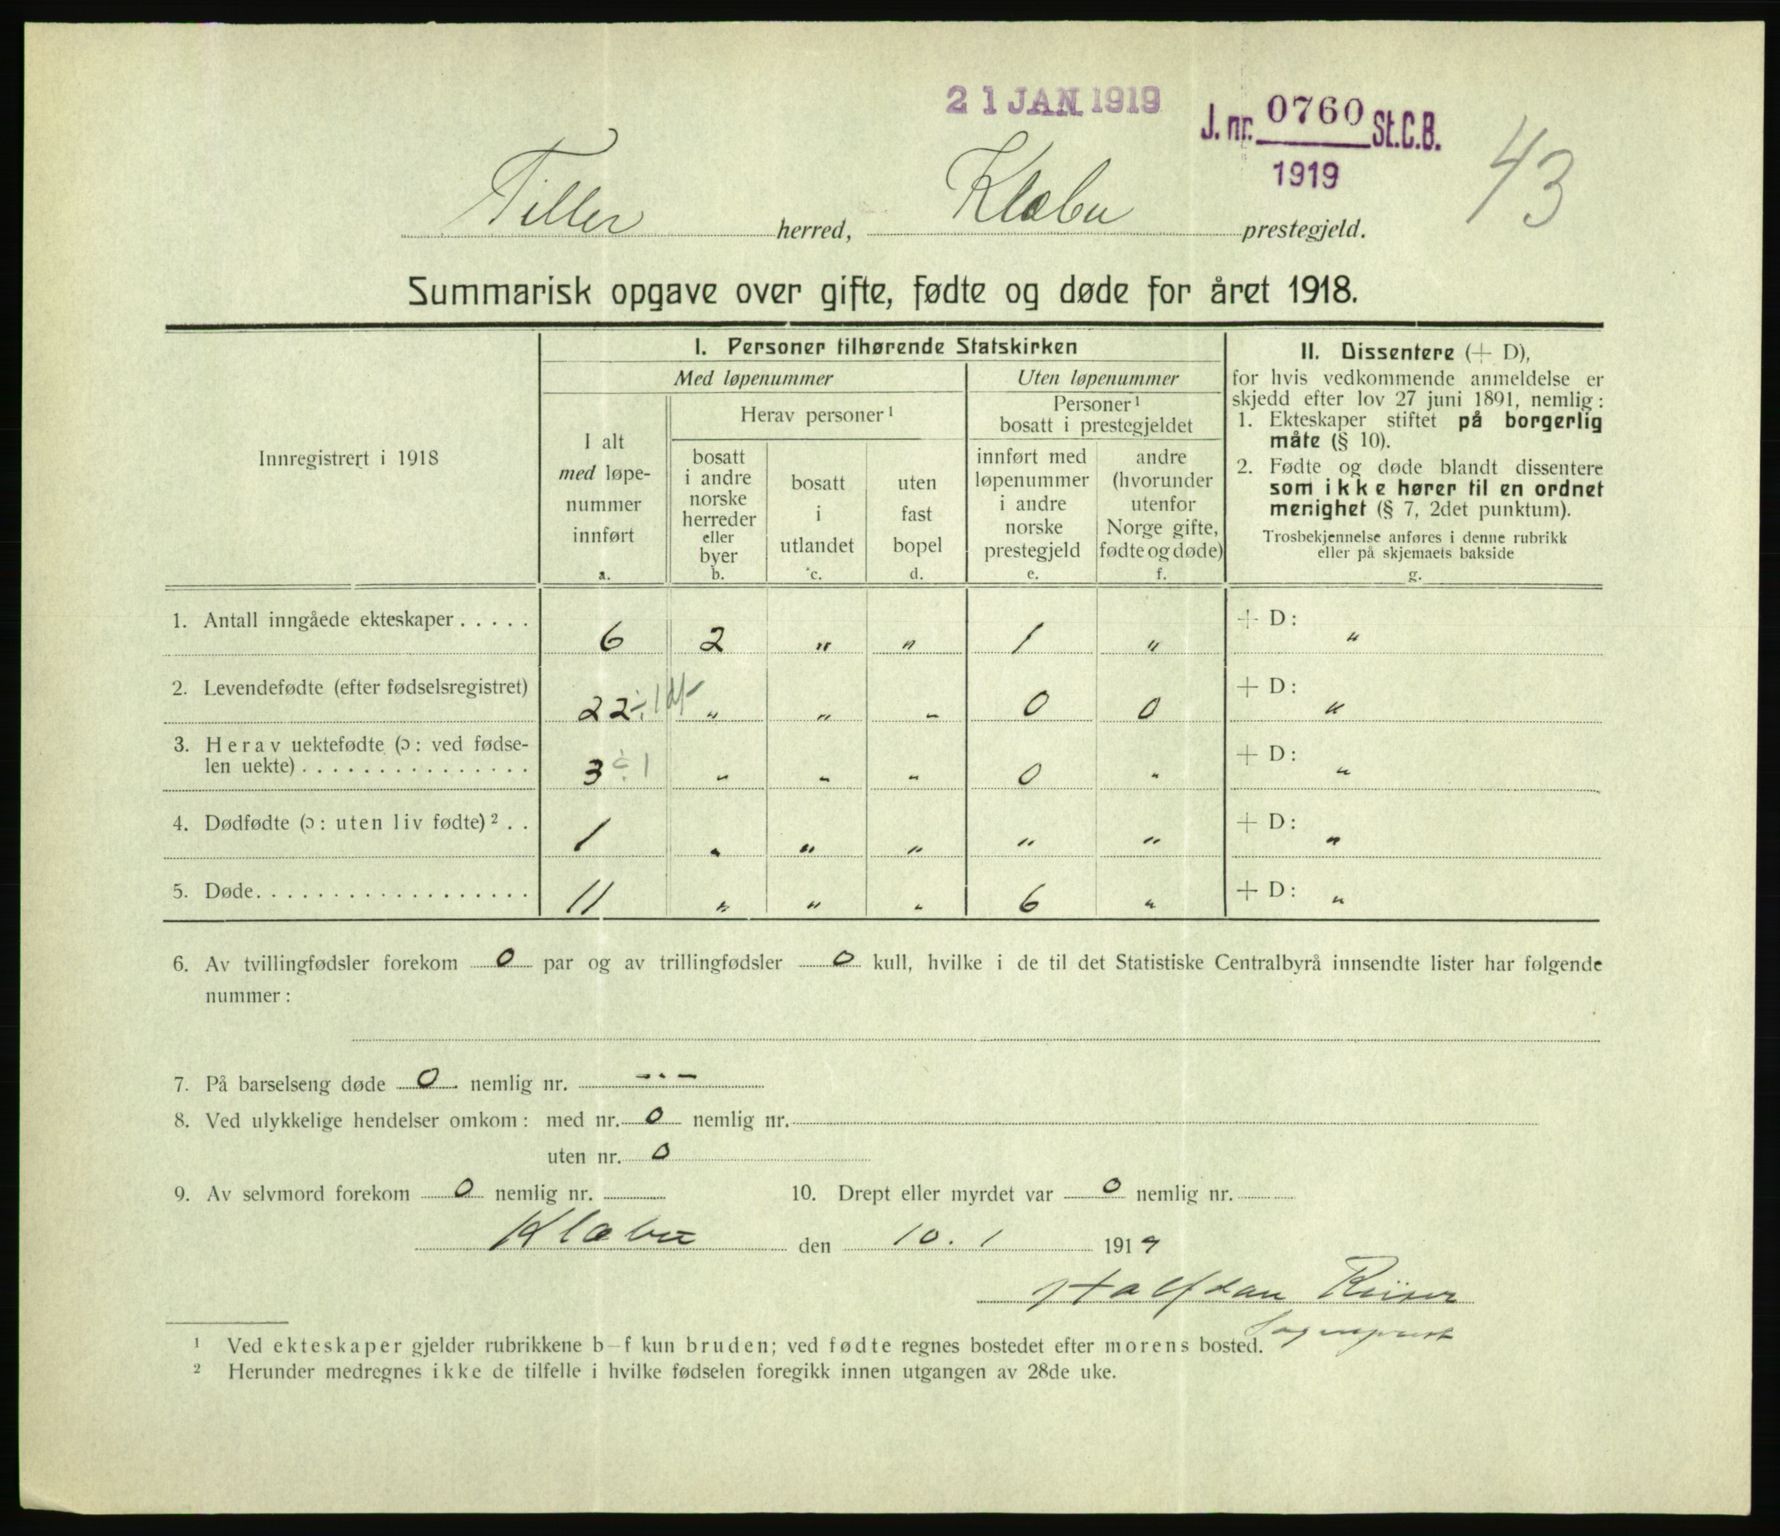 21 JAN 1919
J. nr. 0760 St.C.B.
1919
43
Tiller herred, Klæbu prestegjeld.
Summarisk opgave over gifte, fødte og døde for året 1918.
Innregistrert i 1918
I. Personer tilhørende Statskirken
Med løpenummer
Uten løpenummer
I alt
med løpe-
nummer
innført
a.
Herav personer ¹
bosatt
i andre
norske
herreder
eller
byer
b.
bosatt
i
utlandet
c.
uten
fast
bopel
d.
Personer ¹
bosatt i prestegjeldet
innført med
løpenummer
i andre
norske
prestegjeld
e.
andre
(hvorunder
utenfor
Norge gifte,
fødte og døde)
f.
II. Dissentere (+ D),
for hvis vedkommende anmeldelse er
skjedd efter lov 27 juni 1891, nemlig:
1. Ekteskaper stiftet på borgerlig
måte (§ 10).
2. Fødte og døde blandt dissentere
som ikke hører til en ordnet
menighet (§ 7, 2det punktum).
Trosbekjennelse anføres i denne rubrikk
eller på skjemaets bakside
g.
1. Antall inngåede ekteskaper . . . . . 6 2 " " 1 " + D: "
2. Levendefødte (efter fødselsregistret) 22 ÷ 1 " " " 0 0 + D: "
3. Herav uektefødte (ɔ: ved fødse-
len uekte) . . . . . . . . . . . . . . . 3 ÷ 1 " " " 0 " + D: "
4. Dødfødte (ɔ: uten liv fødte) ² . . 1 " " " " " + D: "
5. Døde. . . . . . . . . . . . . . . . . . 11 " " " 6 " + D: "
6. Av tvillingfødsler forekom 0 par og av trillingfødsler 0 kull, hvilke i de til det Statistiske Centralbyrå innsendte lister har følgende
nummer:
7. På barselseng døde 0 nemlig nr. - - -
8. Ved ulykkelige hendelser omkom: med nr. 0 nemlig nr.
uten nr. 0
9. Av selvmord forekom 0 nemlig nr. 10. Drept eller myrdet var 0 nemlig nr.
Klæbu den 10. 1 1919
Halfdan
Sogneprest
¹ Ved ekteskaper gjelder rubrikkene b–f kun bruden; ved fødte regnes bostedet efter morens bosted.
² Herunder medregnes ikke de tilfelle i hvilke fødselen foregikk innen utgangen av 28de uke.